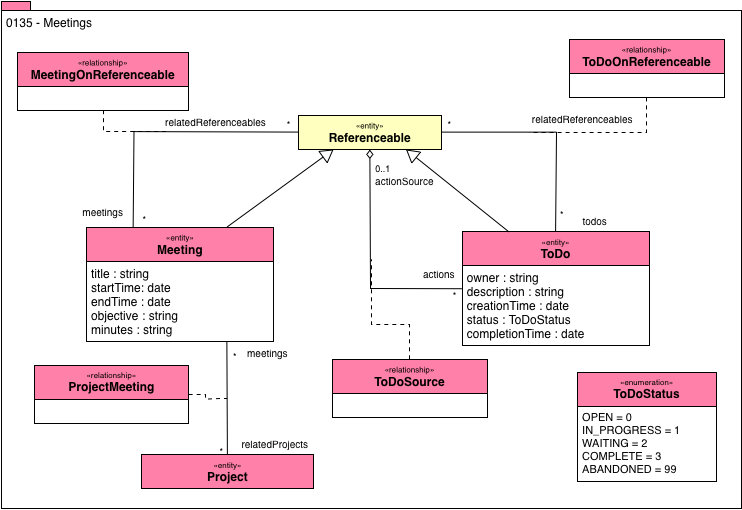 0135 - Meetings
«relationship»
MeetingOnReferenceable
«relationship»
ToDoOnReferenceable
relatedReferenceables
*
«entity»
Referenceable
*
relatedReferenceables
0..1
actionSource
meetings
*
*
todos
«entity»
Meeting
title : string
startTime: date
endTime : date
objective : string
minutes : string
actions
*
«entity»
ToDo
owner : string
description : string
creationTime : date
status : ToDoStatus
completionTime : date
*
meetings
«relationship»
ProjectMeeting
«relationship»
ToDoSource
«enumeration»
ToDoStatus
OPEN = 0
IN_PROGRESS = 1
WAITING = 2
COMPLETE = 3
ABANDONED = 99
*
relatedProjects
«entity»
Project